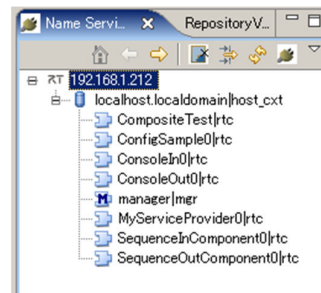 Name Servi...
RepositoryV...
RT 192.168.1.212
localhost.localdomain|host_cxt
CompositeTest|rtc
ConfigSample0|rtc
ConsoleIn0|rtc
ConsoleOut0|rtc
M manager|mgr
MyServiceProvider0|rtc
SequenceInComponent0|rtc
SequenceOutComponent0|rtc